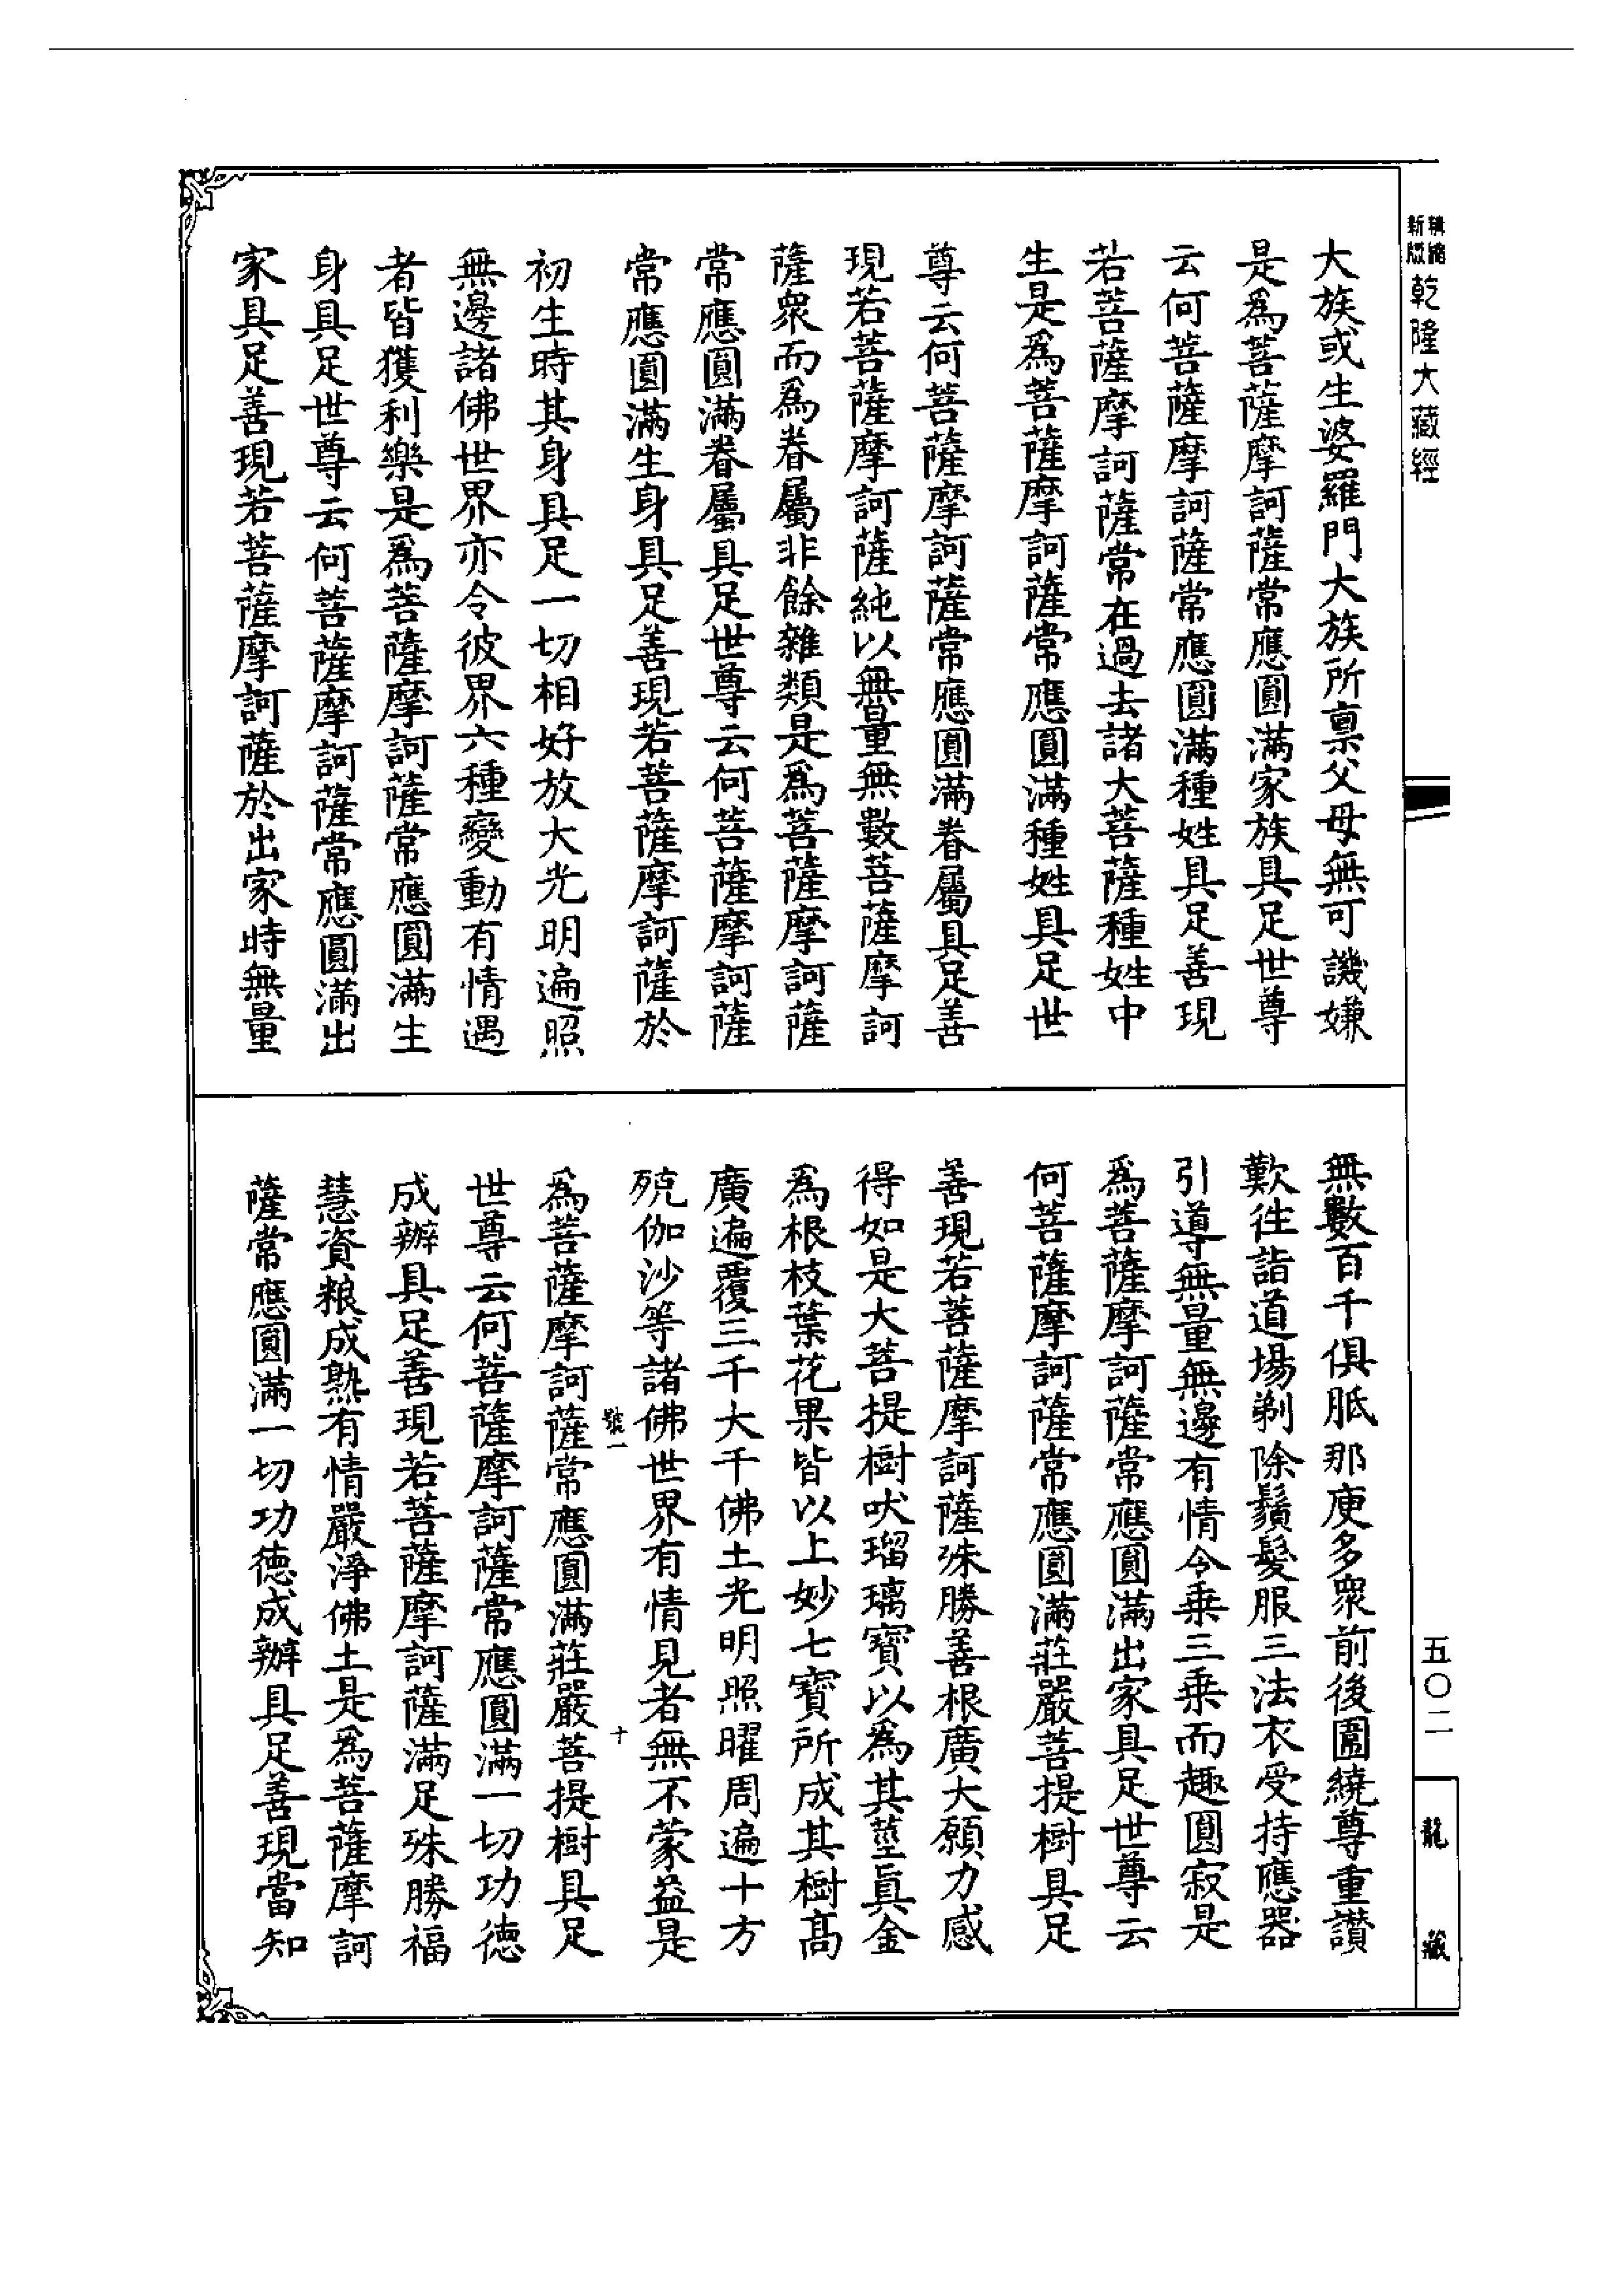 新編縮版乾隆大藏經
大族或生婆羅門大族所稟父母無可譏嫌
是爲菩薩摩訶薩常應圓滿家族具足世尊
云何菩薩摩訶薩常應圓滿種姓具足善現
若菩薩摩訶薩常在過去諸大菩薩種姓中
生是爲菩薩摩訶薩常應圓滿種姓具足世
尊云何菩薩摩訶薩常應圓滿眷屬具足善
現若菩薩摩訶薩純以無量無數菩薩摩訶
薩衆而爲眷屬非餘雜類是爲菩薩摩訶薩
常應圓滿眷屬具足世尊云何菩薩摩訶薩
常應圓滿生身具足善現若菩薩摩訶薩於
初生時其身具足一切相好放大光明遍照
無邊諸佛世界亦令彼界六種變動有情遇
者皆獲利樂是爲菩薩摩訶薩常應圓滿生
身具足世尊云何菩薩摩訶薩常應圓滿出
家具足善現若菩薩摩訶薩於出家時無量
無數百千俱胝那庾多衆前後圍繞尊重讚
歎往詣道場剃除鬚髮服三法衣受持應器
引導無量無邊有情令乘三乘而趣圓寂是
爲菩薩摩訶薩常應圓滿出家具足世尊云
何菩薩摩訶薩常應圓滿莊嚴菩提樹具足
善現若菩薩摩訶薩殊勝善根廣大願力感
得如是大菩提樹吠瑠璃寶以爲其莖眞金
爲根枝葉花果皆以上妙七寶所成其樹高
廣遍覆三千大千佛土光明照曜周遍十方
殑伽沙等諸佛世界有情見者無不蒙益是
號一 十
爲菩薩摩訶薩常應圓滿莊嚴菩提樹具足
世尊云何菩薩摩訶薩常應圓滿一切功德
成辦具足善現若菩薩摩訶薩滿足殊勝福
慧資粮成熟有情嚴淨佛土是爲菩薩摩訶
薩常應圓滿一切功德成辦具足善現當知
五〇二
龍藏